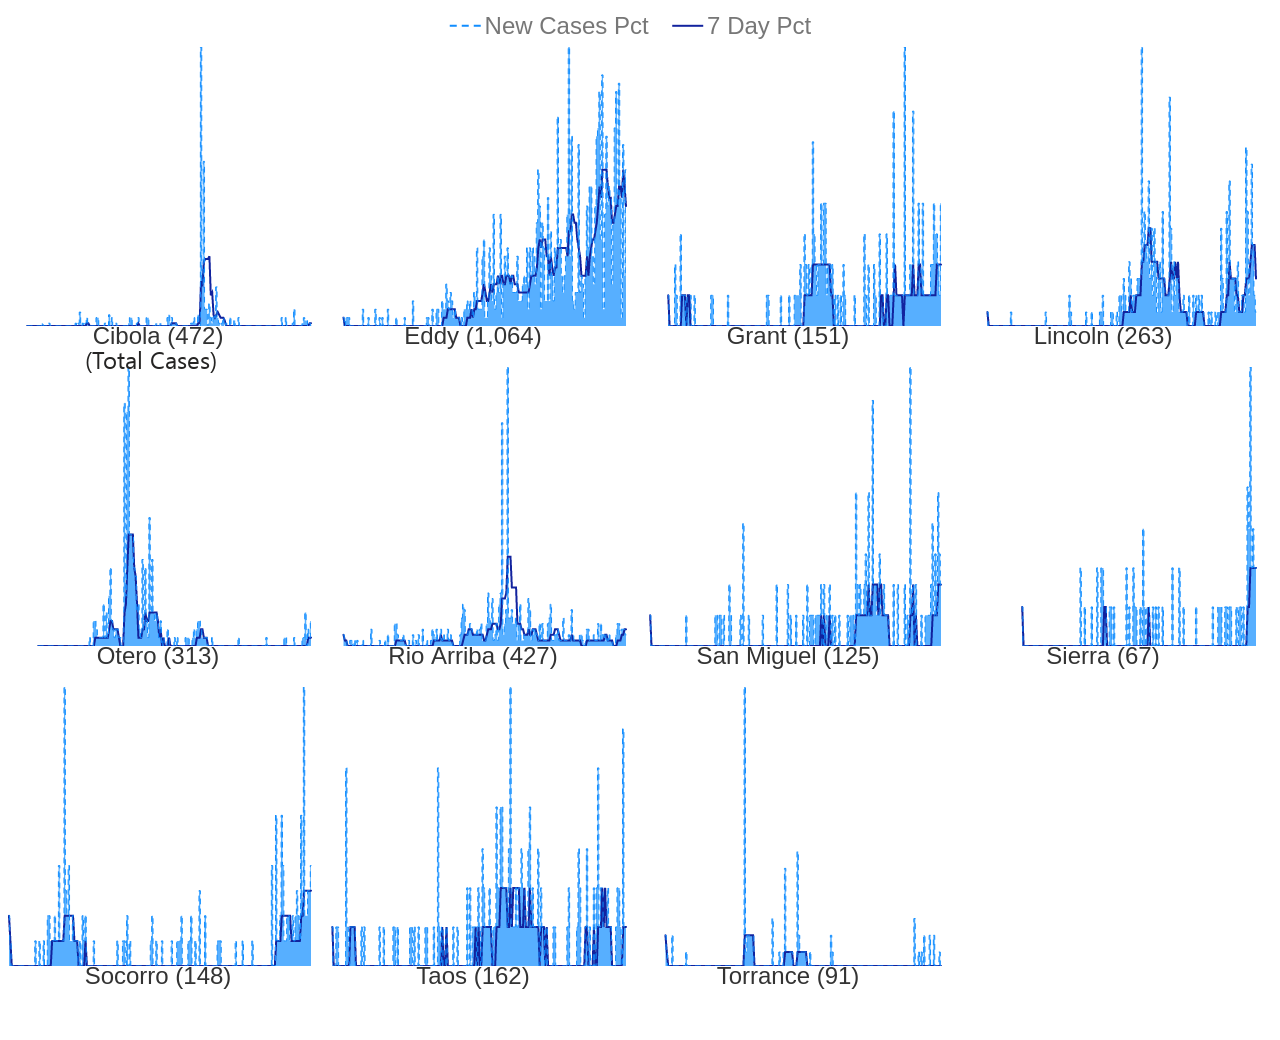 New Cases Pct 7 Day Pct
Cibola (472) Eddy (1,064) Grant (151) Lincoln (263)
(Total Cases)
Otero (313) Rio Arriba (427) San Miguel (125) Sierra (67)
Socorro (148) Taos (162) Torrance (91)